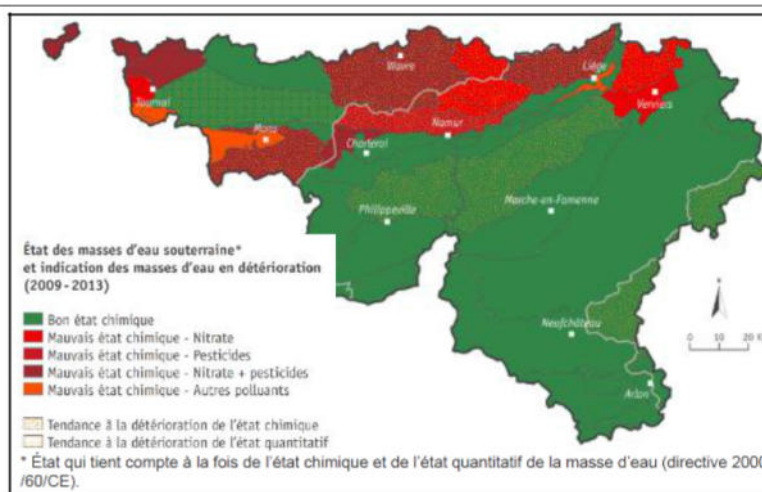 Wavre
Liège
Tournai
Verviers
Mons
Namur
Charleroi
Philippeville
Marche-en-Famenne
État des masses d'eau souterraine*
et indication des masses d'eau en détérioration
(2009-2013)
Bon état chimique
Mauvais état chimique - Nitrate
Mauvais état chimique - Pesticides
Mauvais état chimique - Nitrate + pesticides
Mauvais état chimique - Autres polluants
Tendance à la détérioration de l'état chimique
Tendance à la détérioration de l'état quantitatif
Neufchâteau
Arlon
0 10 20
* État qui tient compte à la fois de l'état chimique et de l'état quantitatif de la masse d'eau (directive 2000
/60/CE).